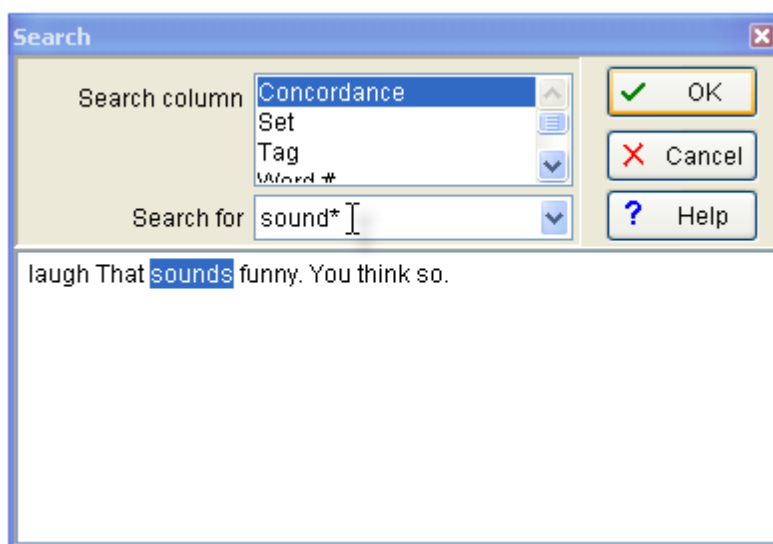 Search
Search column
Concordance
Set
Tag
Word #
OK
Cancel
Search for
sound*
? Help
laugh That sounds funny. You think so.